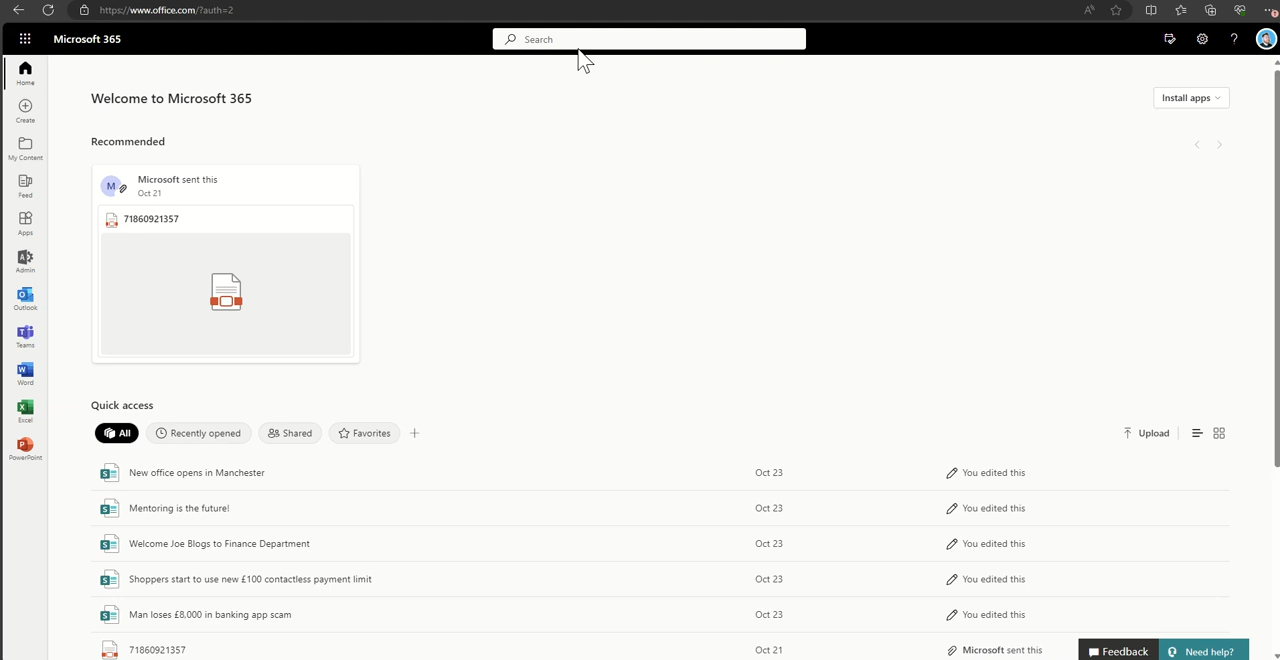 https://www.office.com/?auth=2
Microsoft 365
Search
Home
Create
My Content
Feed
Apps
Admin
Outlook
Teams
Word
Excel
PowerPoint
Welcome to Microsoft 365
Install apps
Recommended
M
Microsoft sent this
Oct 21
71860921357
Quick access
All
Recently opened
Shared
Favorites
Upload
New office opens in Manchester Oct 23 You edited this
Mentoring is the future! Oct 23 You edited this
Welcome Joe Blogs to Finance Department Oct 23 You edited this
Shoppers start to use new £100 contactless payment limit Oct 23 You edited this
Man loses £8,000 in banking app scam Oct 23 You edited this
71860921357 Oct 21 Microsoft sent this
Feedback
Need help?